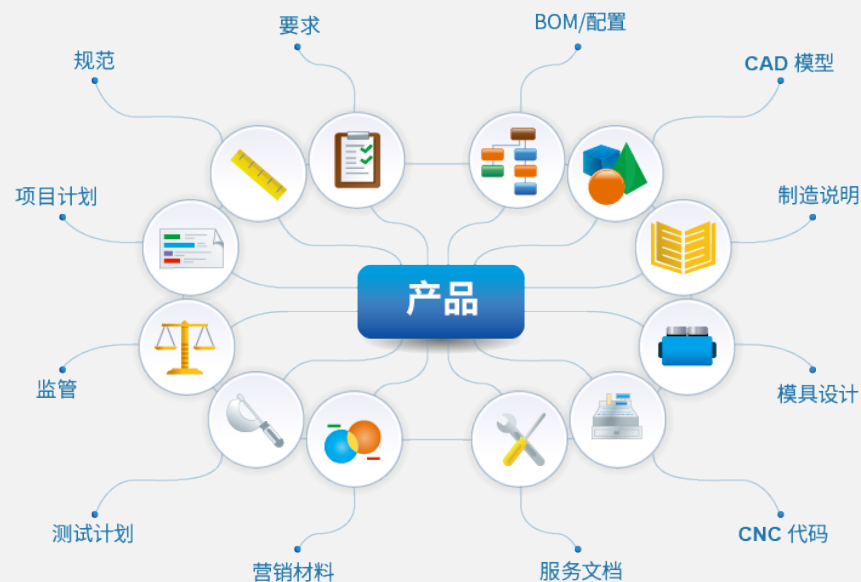 要求
BOM/配置
规范
CAD 模型
项目计划
制造说明
产品
监管
模具设计
测试计划
CNC 代码
营销材料
服务文档